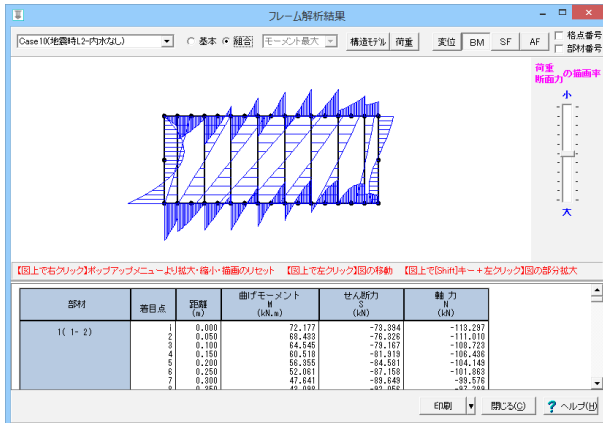 フレーム解析結果
Case10(地震時L2-内水なし) 基本 組合 モーメント最大 構造モデル 荷重 変位 BM SF AF 格点番号
部材番号
荷重
断面力 の描画率
小
大
【図上で右クリック】ポップアップメニューより拡大・縮小・描画のリセット 【図上で左クリック】図の移動 【図上で[Shift]キー+左クリック】図の部分拡大
部材 着目点 距離 (m) 曲げモーメント M (kN.m) せん断力 S (kN) 軸 力 N (kN)
1( 1- 2) i 0.000 72.177 -73.394 -113.297
2 0.050 68.433 -76.326 -111.010
3 0.100 64.545 -79.167 -108.723
4 0.150 60.518 -81.919 -106.436
5 0.200 56.355 -84.581 -104.149
6 0.250 52.061 -87.158 -101.863
7 0.300 47.641 -89.649 -99.576
印刷 閉じる(C) ? ヘルプ(H)